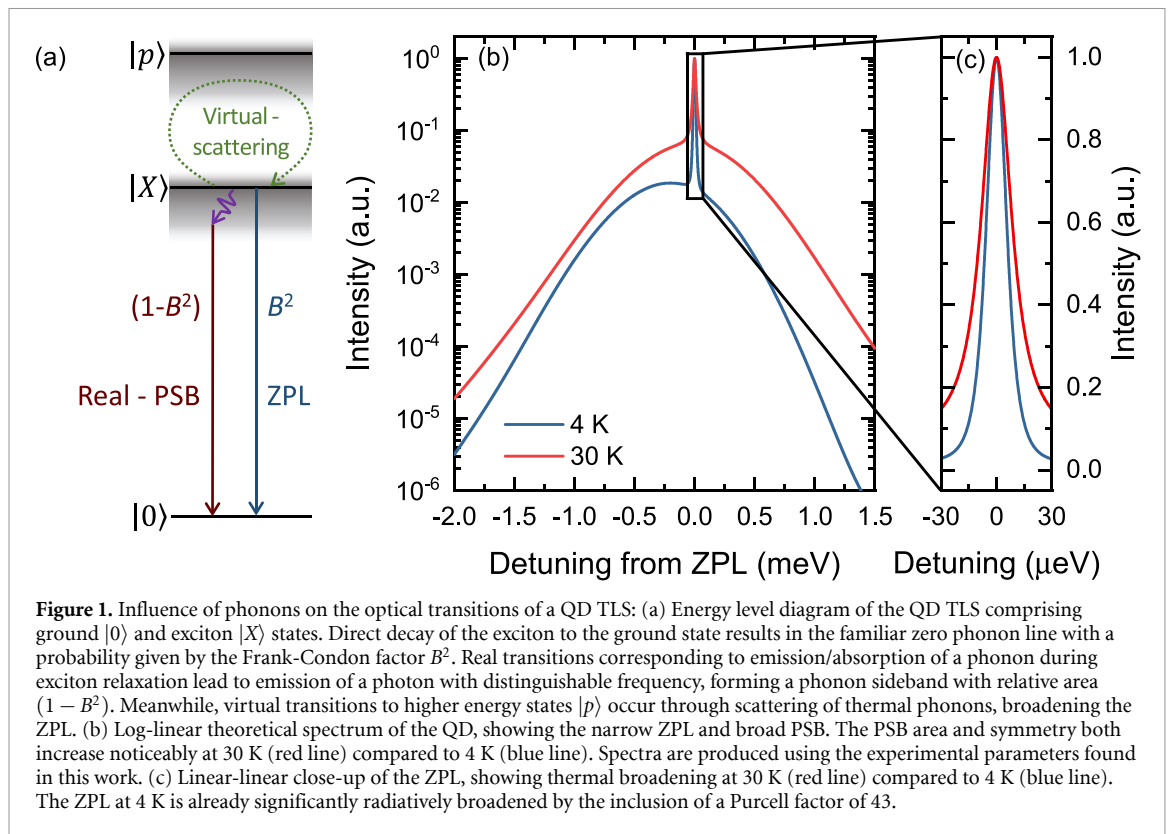 (a)
|p⟩
Virtual -
scattering
|X⟩
(1-B²)
B²
Real - PSB
ZPL
|0⟩
(b)
Intensity (a.u.)
10⁰
10⁻¹
10⁻²
10⁻³
10⁻⁴
10⁻⁵
10⁻⁶
4 K
30 K
-2.0 -1.5 -1.0 -0.5 0.0 0.5 1.0 1.5
Detuning from ZPL (meV)
(c)
1.0
0.8
0.6
0.4
0.2
0.0
Intensity (a.u.)
-30 0 30
Detuning (μeV)
Figure 1. Influence of phonons on the optical transitions of a QD TLS: (a) Energy level diagram of the QD TLS comprising
ground |0⟩ and exciton |X⟩ states. Direct decay of the exciton to the ground state results in the familiar zero phonon line with a
probability given by the Frank-Condon factor B². Real transitions corresponding to emission/absorption of a phonon during
exciton relaxation lead to emission of a photon with distinguishable frequency, forming a phonon sideband with relative area
(1 − B²). Meanwhile, virtual transitions to higher energy states |p⟩ occur through scattering of thermal phonons, broadening the
ZPL. (b) Log-linear theoretical spectrum of the QD, showing the narrow ZPL and broad PSB. The PSB area and symmetry both
increase noticeably at 30 K (red line) compared to 4 K (blue line). Spectra are produced using the experimental parameters found
in this work. (c) Linear-linear close-up of the ZPL, showing thermal broadening at 30 K (red line) compared to 4 K (blue line).
The ZPL at 4 K is already significantly radiatively broadened by the inclusion of a Purcell factor of 43.